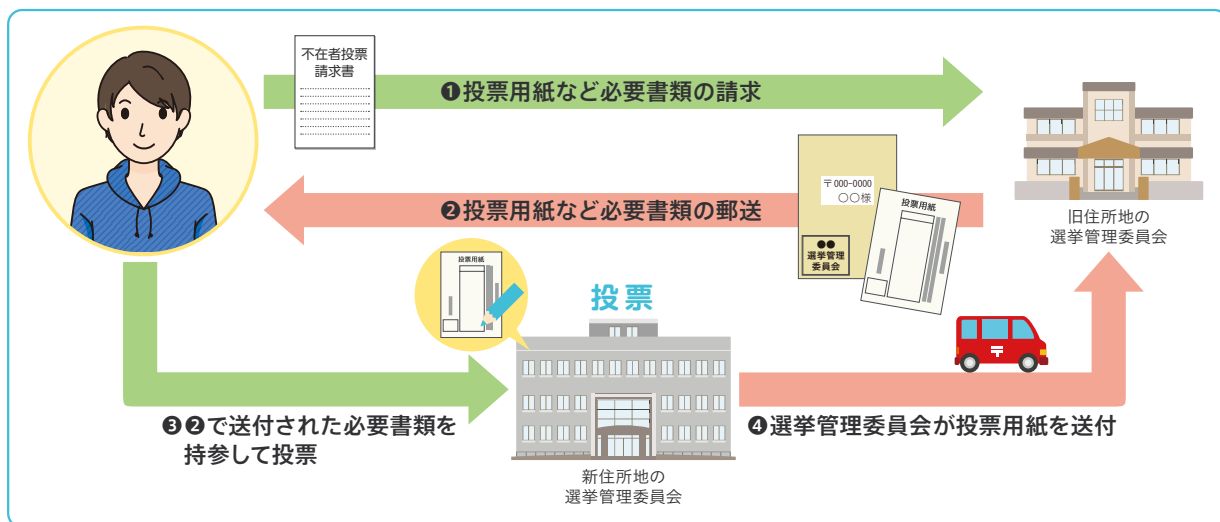 不在者投票
請求書
❶投票用紙など必要書類の請求
〒000-0000
○○様
投票用紙
●●
選挙管理
委員会
❷投票用紙など必要書類の郵送
旧住所地の
選挙管理委員会
投票用紙
投票
❸❷で送付された必要書類を
持参して投票
新住所地の
選挙管理委員会
〒
❹選挙管理委員会が投票用紙を送付